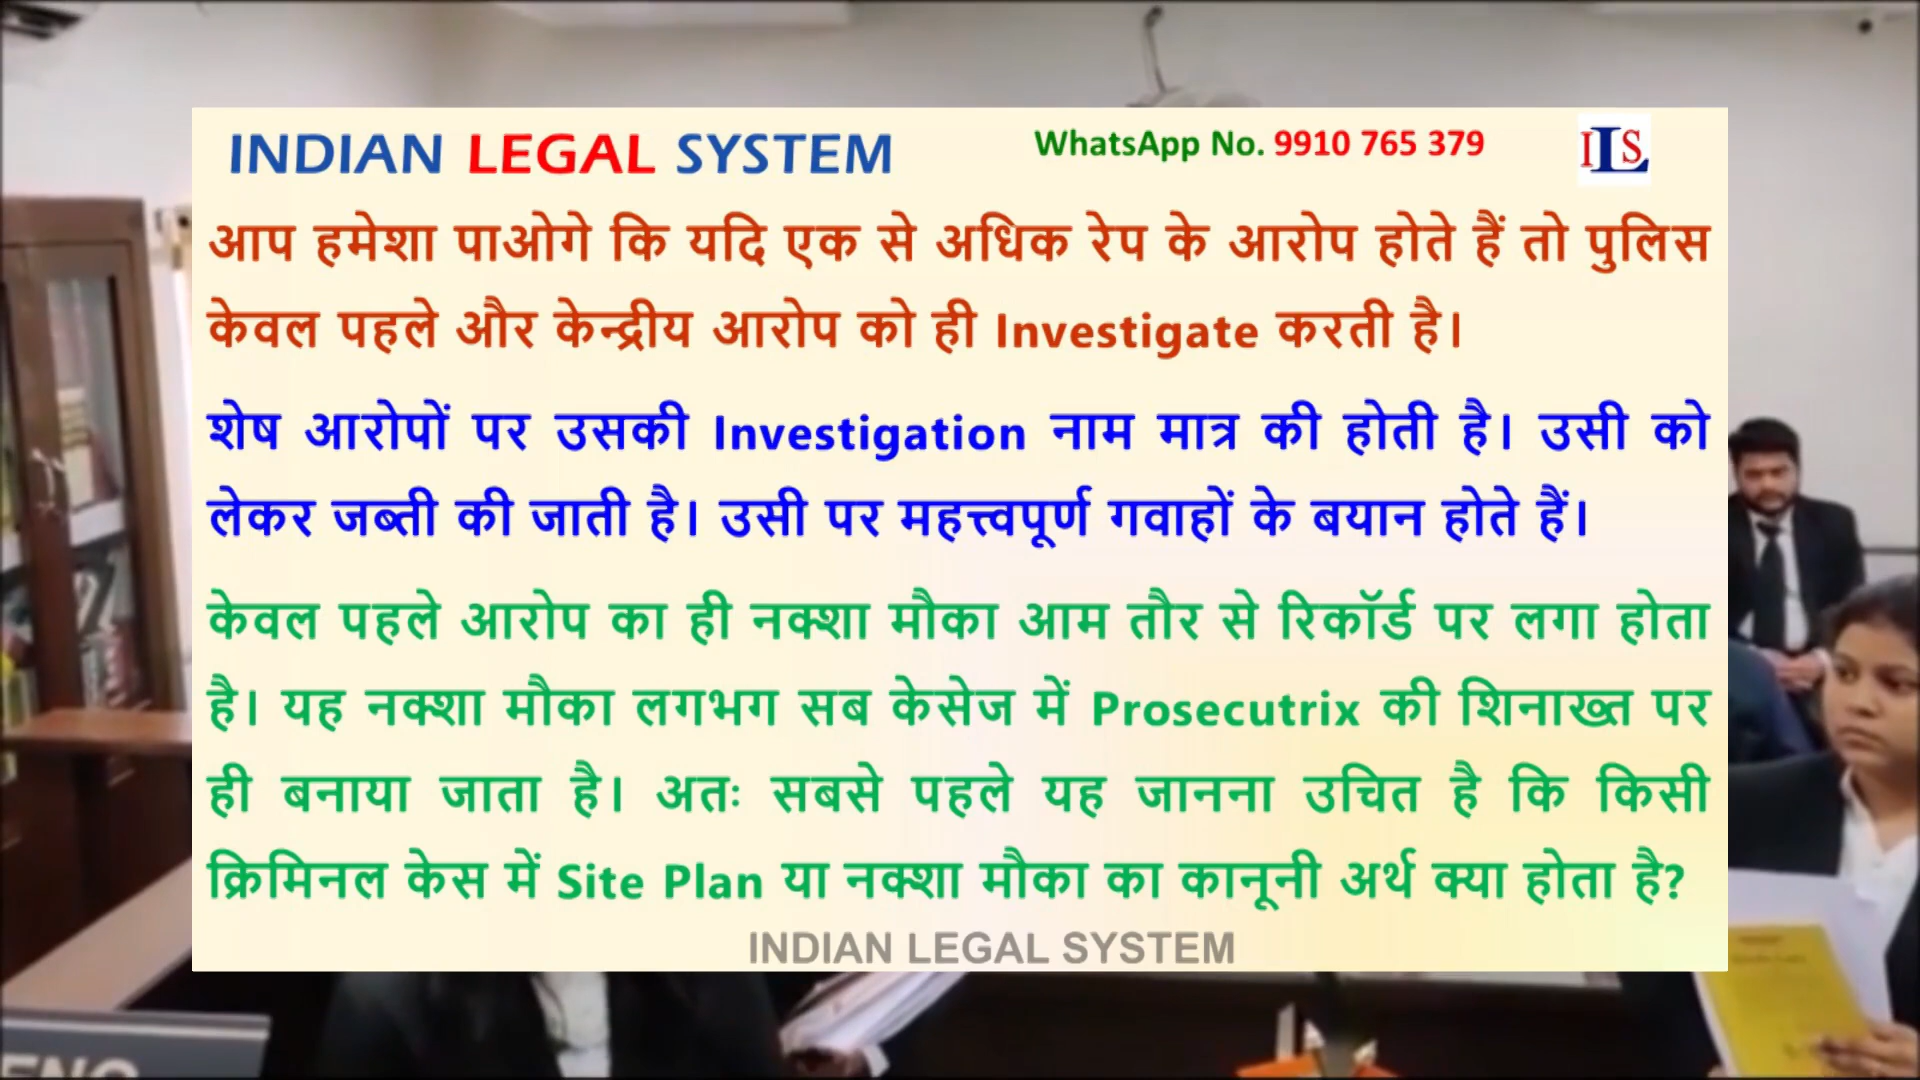 INDIAN LEGAL SYSTEM
WhatsApp No. 9910 765 379
ILS
आप हमेशा पाओगे कि यदि एक से अधिक रेप के आरोप होते हैं तो पुलिस
केवल पहले और केन्द्रीय आरोप को ही Investigate करती है।
शेष आरोपों पर उसकी Investigation नाम मात्र की होती है। उसी को
लेकर जब्ती की जाती है। उसी पर महत्त्वपूर्ण गवाहों के बयान होते हैं।
केवल पहले आरोप का ही नक्शा मौका आम तौर से रिकॉर्ड पर लगा होता
है। यह नक्शा मौका लगभग सब केसेज में Prosecutrix की शिनाख्त पर
ही बनाया जाता है। अतः सबसे पहले यह जानना उचित है कि किसी
क्रिमिनल केस में Site Plan या नक्शा मौका का कानूनी अर्थ क्या होता है?
INDIAN LEGAL SYSTEM